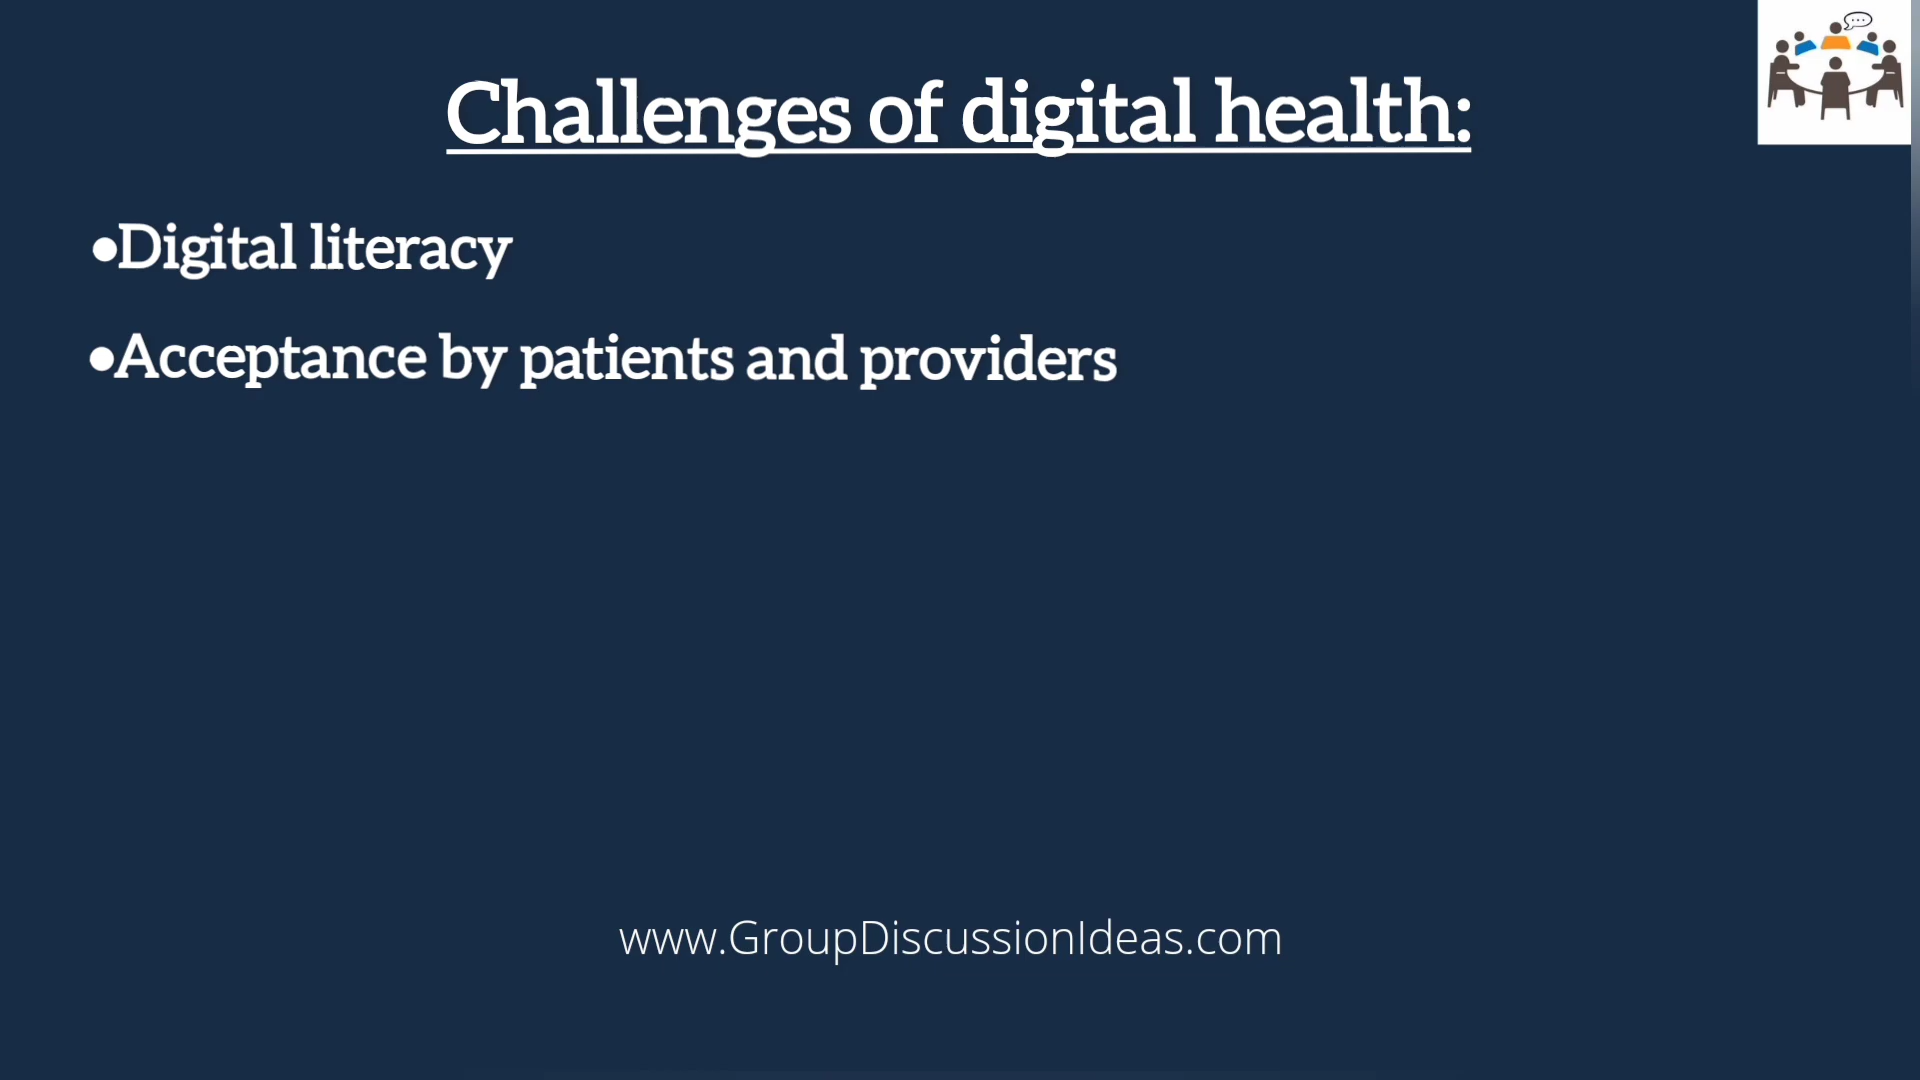 Challenges of digital health:
•Digital literacy
•Acceptance by patients and providers
www.GroupDiscussionIdeas.com